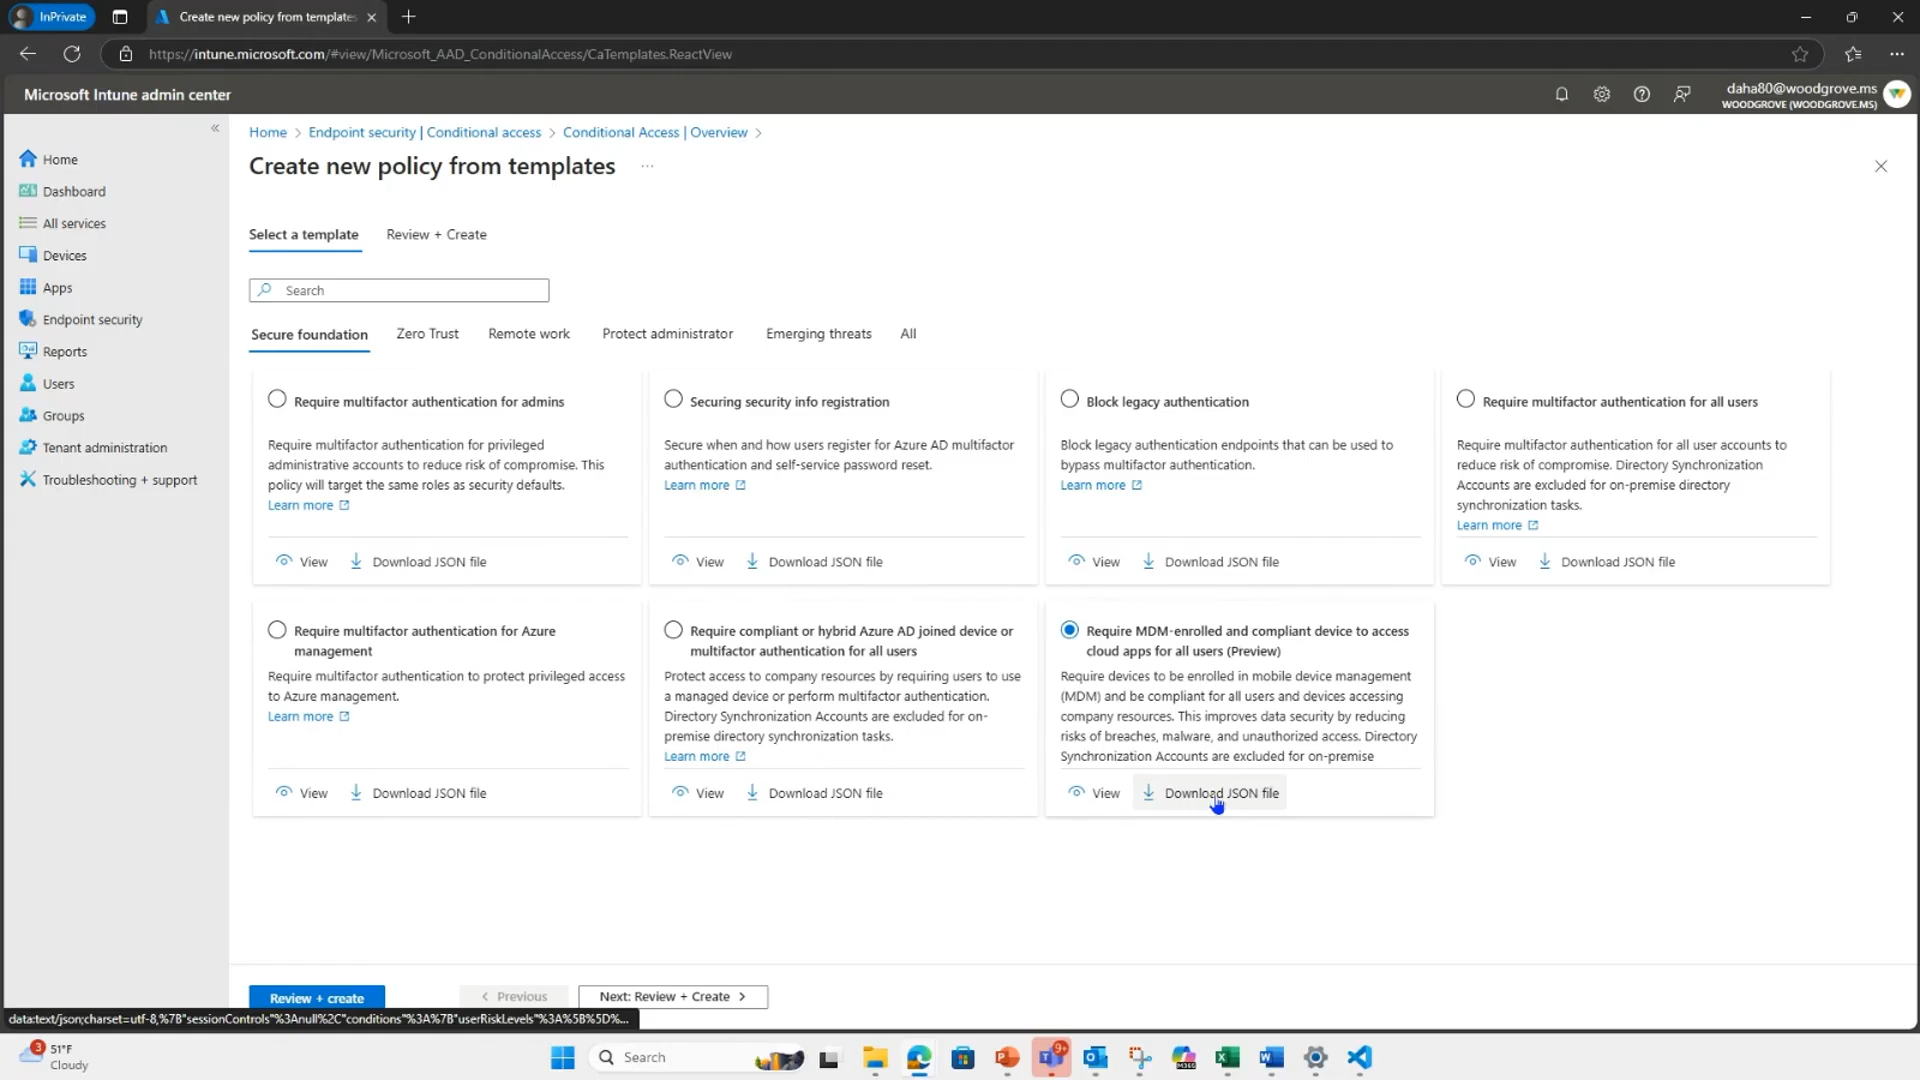 InPrivate
Create new policy from templates
https://intune.microsoft.com/#view/Microsoft_AAD_ConditionalAccess/CaTemplates.ReactView
Microsoft Intune admin center
daha80@woodgrove.ms
WOODGROVE (WOODGROVE.MS)
Home
Dashboard
All services
Devices
Apps
Endpoint security
Reports
Users
Groups
Tenant administration
Troubleshooting + support
Home > Endpoint security | Conditional access > Conditional Access | Overview >
Create new policy from templates ...
Select a template Review + Create
Search
Secure foundation Zero Trust Remote work Protect administrator Emerging threats All
Require multifactor authentication for admins
Require multifactor authentication for privileged
administrative accounts to reduce risk of compromise. This
policy will target the same roles as security defaults.
Learn more
View Download JSON file
Securing security info registration
Secure when and how users register for Azure AD multifactor
authentication and self-service password reset.
Learn more
View Download JSON file
Block legacy authentication
Block legacy authentication endpoints that can be used to
bypass multifactor authentication.
Learn more
View Download JSON file
Require multifactor authentication for all users
Require multifactor authentication for all user accounts to
reduce risk of compromise. Directory Synchronization
Accounts are excluded for on-premise directory
synchronization tasks.
Learn more
View Download JSON file
Require multifactor authentication for Azure
management
Require multifactor authentication to protect privileged access
to Azure management.
Learn more
View Download JSON file
Require compliant or hybrid Azure AD joined device or
multifactor authentication for all users
Protect access to company resources by requiring users to use
a managed device or perform multifactor authentication.
Directory Synchronization Accounts are excluded for on-
premise directory synchronization tasks.
Learn more
View Download JSON file
Require MDM-enrolled and compliant device to access
cloud apps for all users (Preview)
Require devices to be enrolled in mobile device management
(MDM) and be compliant for all users and devices accessing
company resources. This improves data security by reducing
risks of breaches, malware, and unauthorized access. Directory
Synchronization Accounts are excluded for on-premise
View Download JSON file
Review + create < Previous Next: Review + Create >
data:text/json;charset=utf-8,%7B"sessionControls"%3Anull%2C"conditions"%3A%7B"userRiskLevels"%3A%5B%5D%...
3
51°F
Cloudy
Search
9+
M365